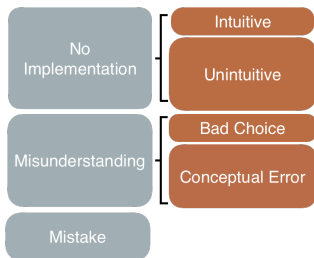 No
Implementation
Intuitive
Unintuitive
Misunderstanding
Bad Choice
Conceptual Error
Mistake